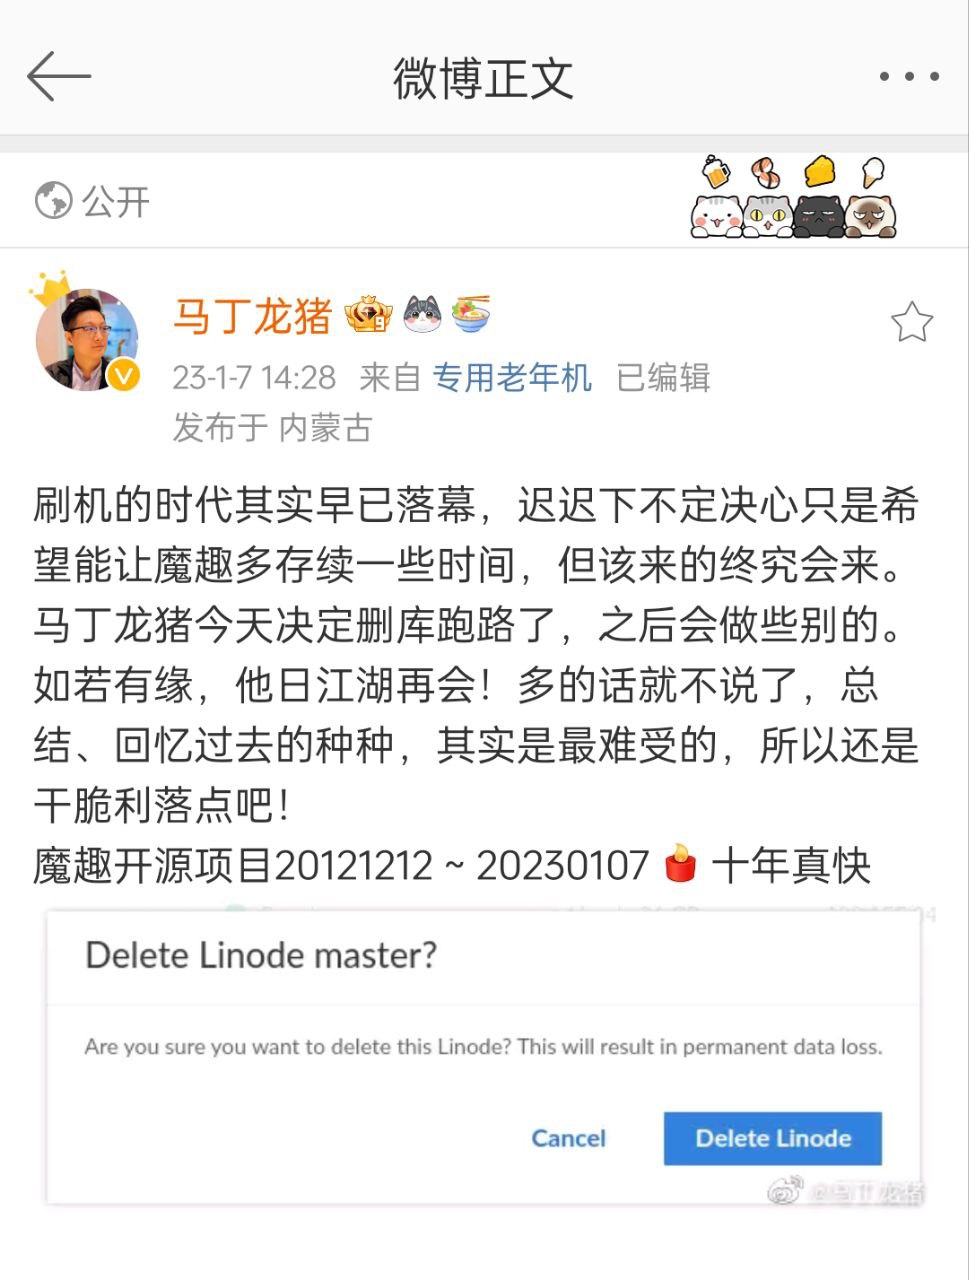 微博正文
公开
马丁龙猪
23-1-7 14:28 来自 专用老年机 已编辑
发布于 内蒙古
刷机的时代其实早已落幕，迟迟下不定决心只是希
望能让魔趣多存续一些时间，但该来的终究会来。
马丁龙猪今天决定删库跑路了，之后会做些别的。
如若有缘，他日江湖再会！多的话就不说了，总
结、回忆过去的种种，其实是最难受的，所以还是
干脆利落点吧！
魔趣开源项目20121212 ~ 20230107 🕯 十年真快
Delete Linode master?
Are you sure you want to delete this Linode? This will result in permanent data loss.
Cancel
Delete Linode
@马丁龙猪